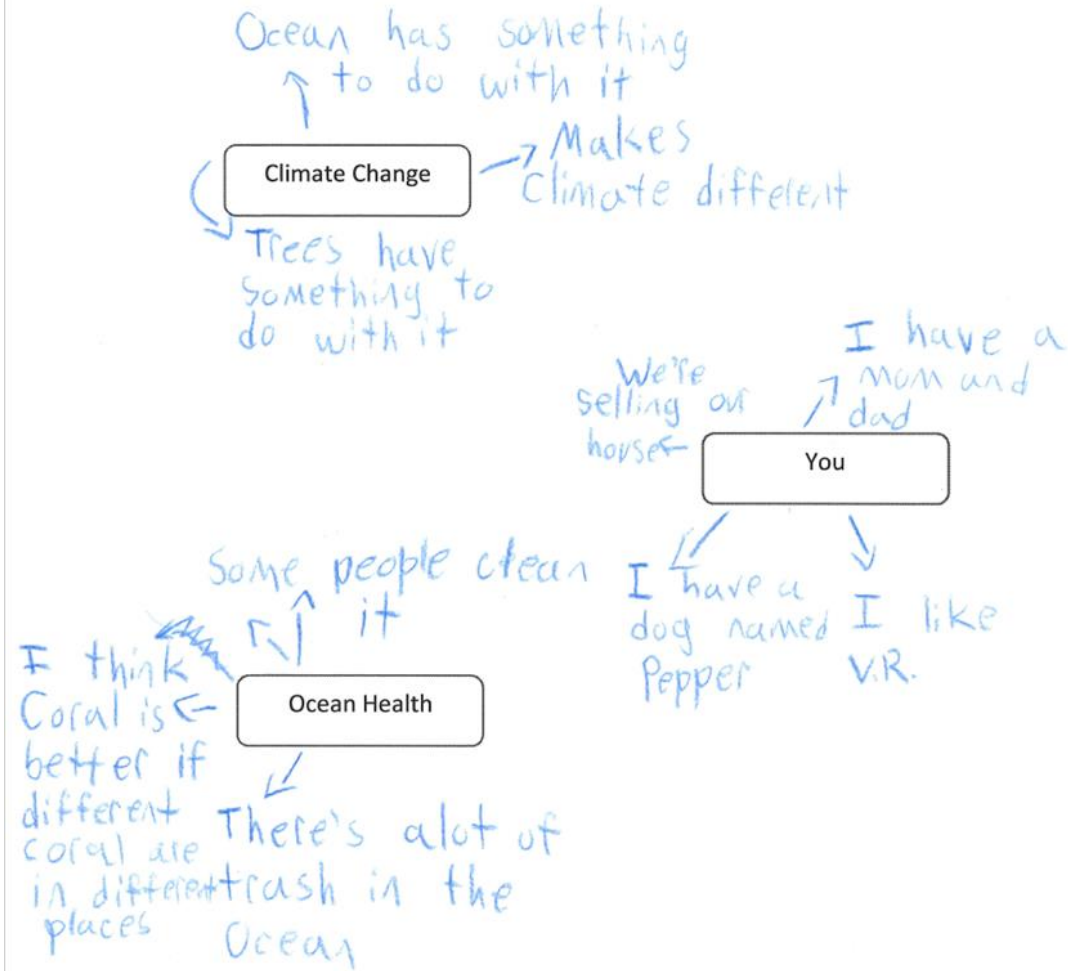 Ocean has something
to do with it
Climate Change
Makes
Climate different
Trees have
something to
do with it
I have a
mom and
dad
We're
selling our
house
You
I have a
dog named
Pepper
I like
V.R.
Some people clean
it
Ocean Health
I think
Coral is
better if
different
coral are
in different
places
There's alot of
trash in the
Ocean